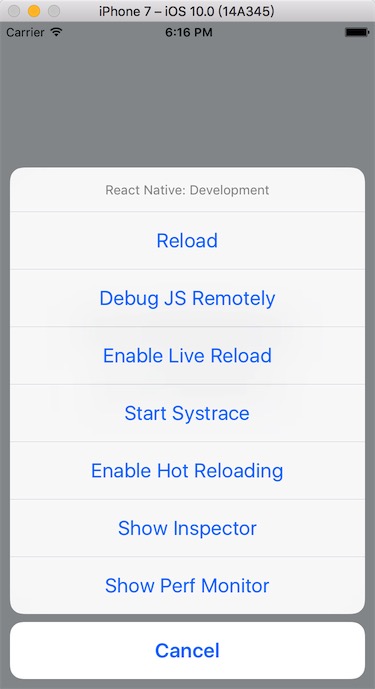 iPhone 7 – iOS 10.0 (14A345)
Carrier 6:16 PM
React Native: Development
Reload
Debug JS Remotely
Enable Live Reload
Start Systrace
Enable Hot Reloading
Show Inspector
Show Perf Monitor
Cancel